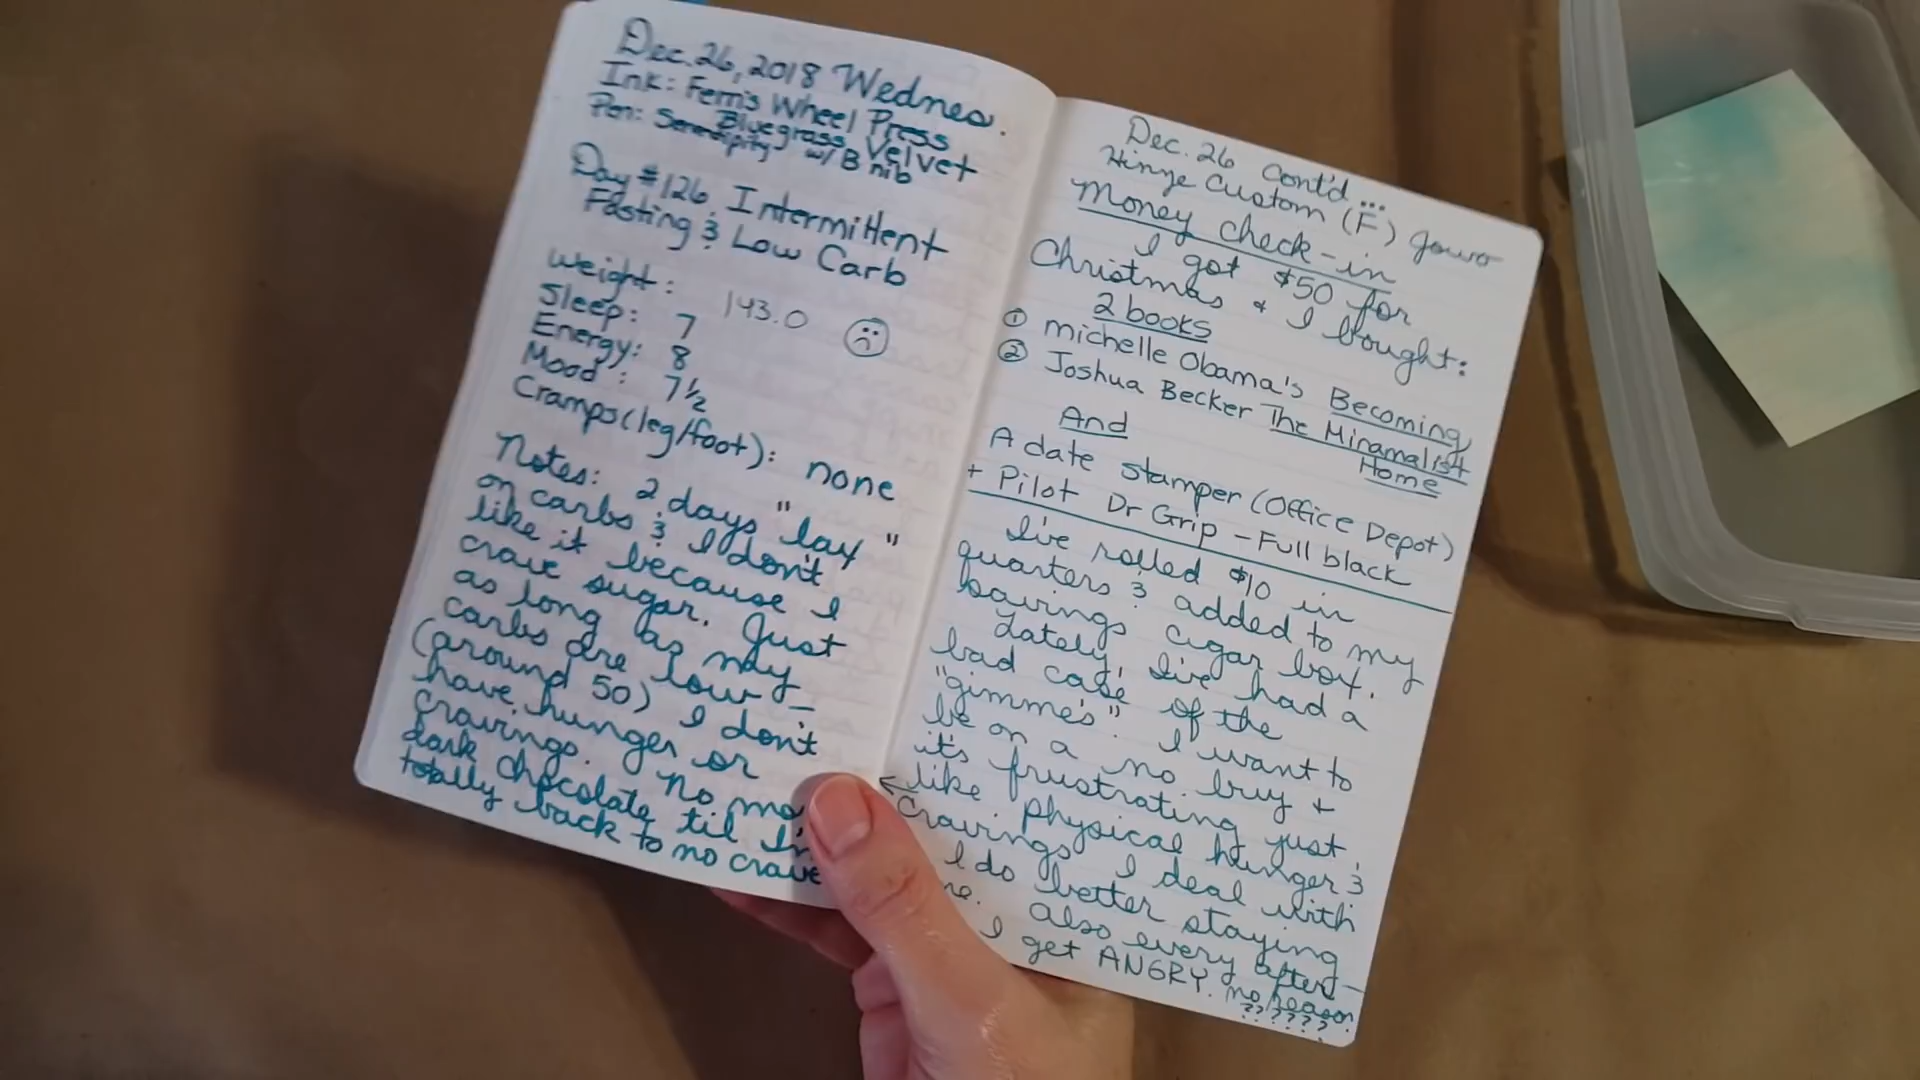 Dec. 26, 2018 Wednes.
Ink: Ferris Wheel Press
Bluegrass Velvet
Pen: Serendipity w/ B nib
Day #126 Intermittent
Fasting & Low Carb
Weight: 143.0
Sleep: 7
Energy: 8
Mood: 7½
Cramps (leg/foot): none
Notes: 2 days "lax"
on carbs & I don't
like it because I
crave sugar. Just
as long as my
carbs are low –
(around 50) I don't
have hunger or
cravings. No mo
dark chocolate til I'm
totally back to no crave
Dec. 26 Cont'd...
Hinze Custom (F) Jowo
Money check-in
I got $50 for
Christmas & I bought:
2 books
① Michelle Obama's Becoming
② Joshua Becker The Minamalist
Home
And
A date stamper (Office Depot)
+ Pilot Dr Grip – Full black
I've rolled $10 in
quarters & added to my
savings cigar box.
Lately, I've had a
bad case of the
"gimme's". I want to
be on a no buy +
it's frustrating just
like physical hunger &
cravings I deal with
I do better staying
also every after–
I get ANGRY. no reason
??????